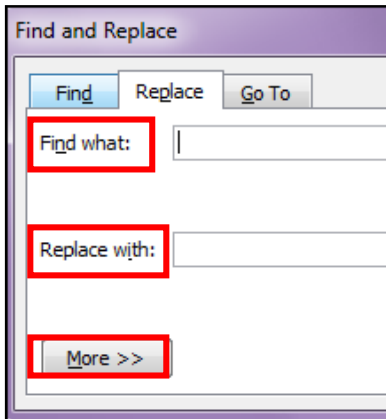 Find and Replace
Find Replace Go To
Find what:
Replace with:
More >>